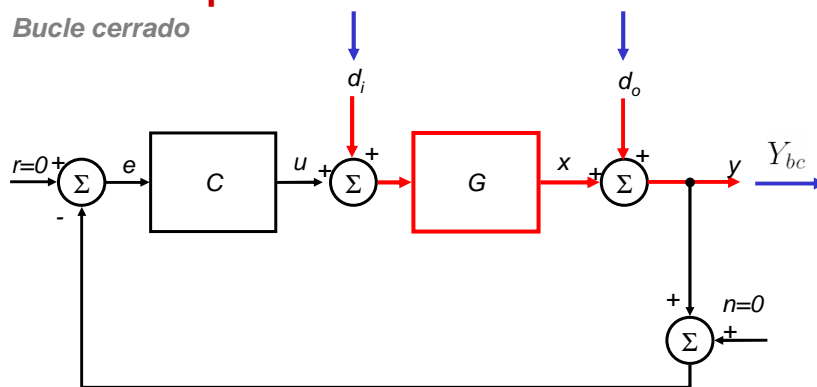 Bucle cerrado
d_i
d_o
r=0
+
e
C
u
+
+
Σ
Σ
G
x
+
+
Σ
y
Y_bc
-
+
n=0
+
Σ